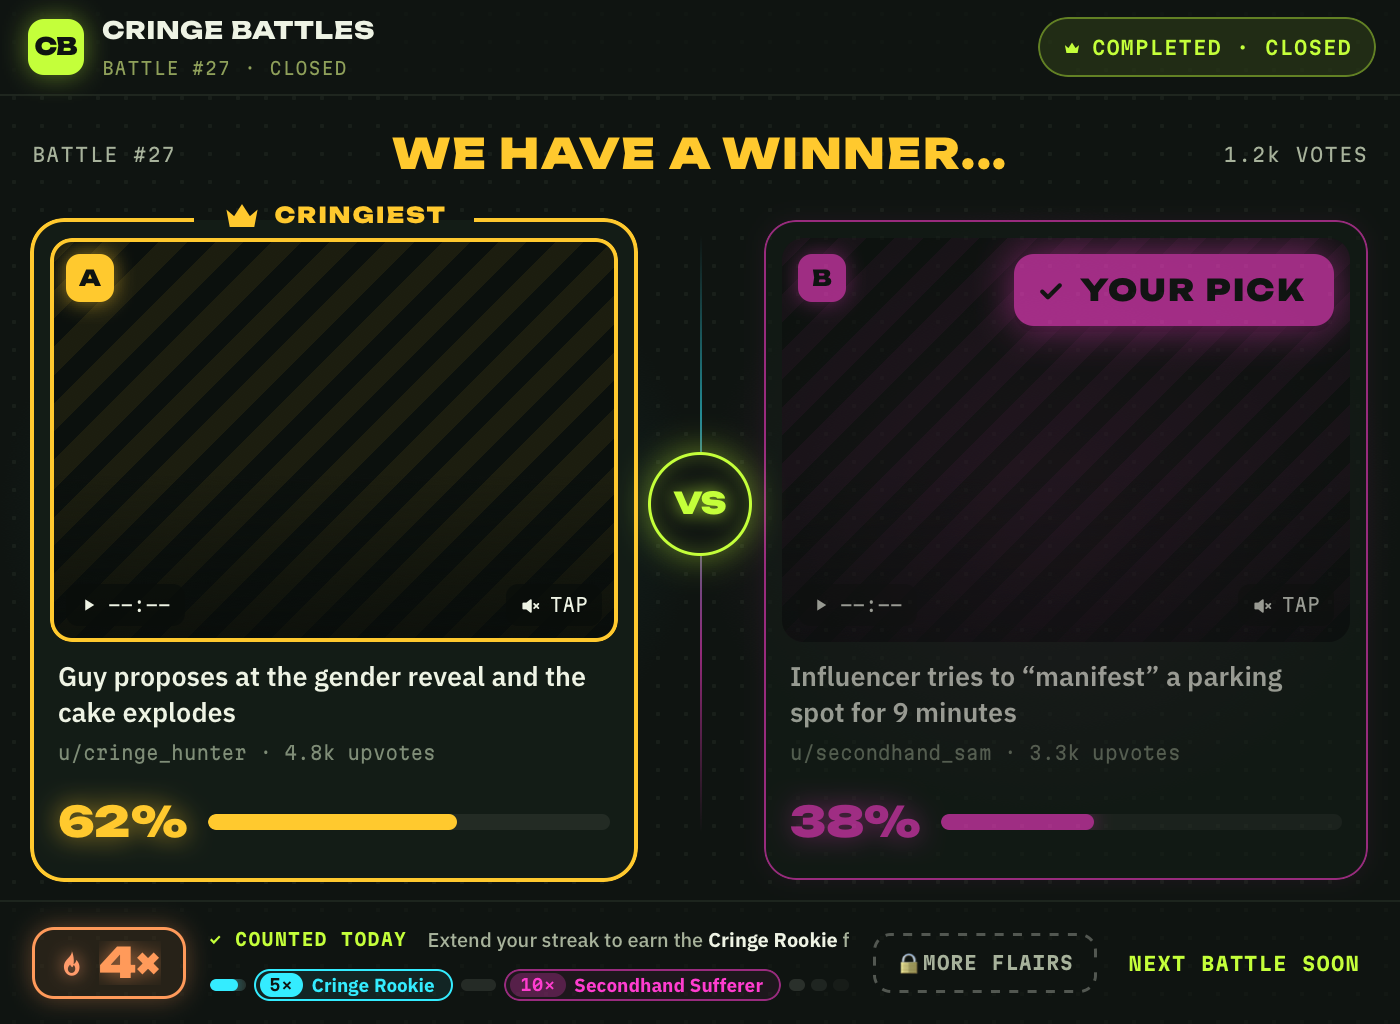 CB
CRINGE BATTLES
BATTLE #27 · CLOSED
COMPLETED · CLOSED
BATTLE #27
WE HAVE A WINNER...
1.2k VOTES
CRINGIEST
A
--:--
TAP
Guy proposes at the gender reveal and the
cake explodes
u/cringe_hunter · 4.8k upvotes
62%
VS
B
YOUR PICK
--:--
TAP
Influencer tries to “manifest” a parking
spot for 9 minutes
u/secondhand_sam · 3.3k upvotes
38%
4×
COUNTED TODAY
Extend your streak to earn the Cringe Rookie f
5× Cringe Rookie
10× Secondhand Sufferer
MORE FLAIRS
NEXT BATTLE SOON